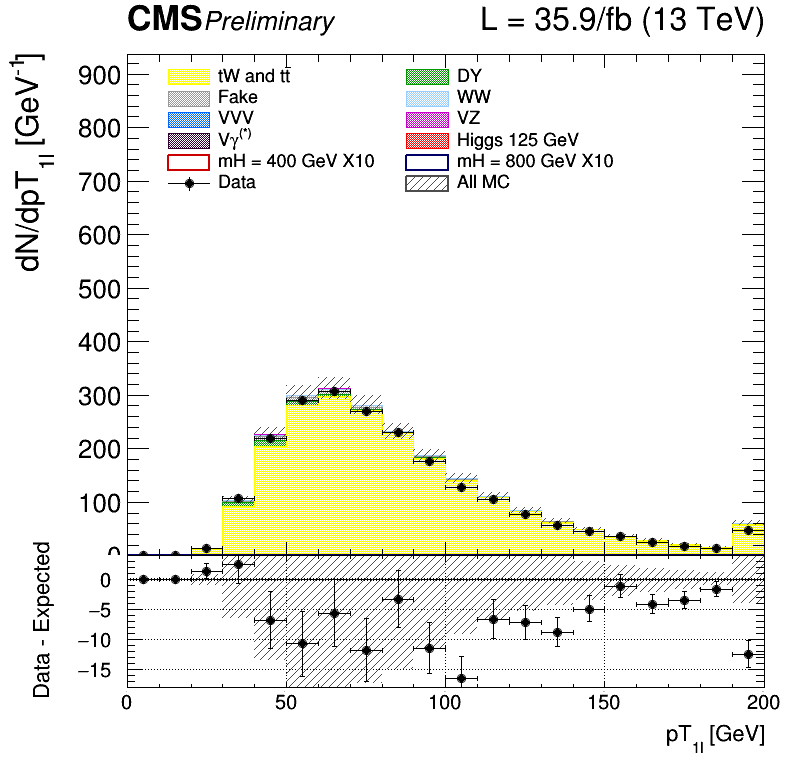 CMS Preliminary L = 35.9/fb (13 TeV)
dN/dpT1l [GeV-1]
900
800
700
600
500
400
300
200
100
0
tW and tt̄ DY
Fake WW
VVV VZ
Vγ(*) Higgs 125 GeV
mH = 400 GeV X10 mH = 800 GeV X10
Data All MC
Data - Expected
0
−5
−10
−15
0 50 100 150 200
pT1l [GeV]